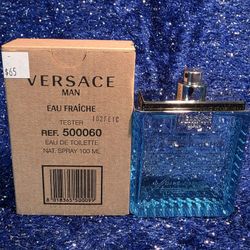 $65
VERSACE
MAN
EAU FRAÎCHE
TESTER
REF. 500060
EAU DE TOILETTE
NAT. SPRAY 100 ML